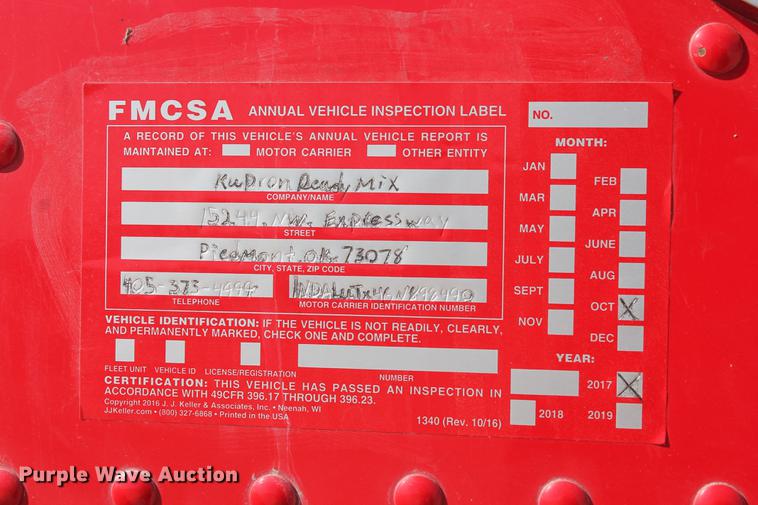 FMCSA ANNUAL VEHICLE INSPECTION LABEL
NO.
A RECORD OF THIS VEHICLE'S ANNUAL VEHICLE REPORT IS
MAINTAINED AT: MOTOR CARRIER OTHER ENTITY
Ready Mix
COMPANY/NAME
15244 N.W. Expressway
STREET
Piedmont, OK 73078
CITY, STATE, ZIP CODE
405-373-4999
TELEPHONE
MOTOR CARRIER IDENTIFICATION NUMBER
VEHICLE IDENTIFICATION: IF THE VEHICLE IS NOT READILY, CLEARLY,
AND PERMANENTLY MARKED, CHECK ONE AND COMPLETE.
FLEET UNIT VEHICLE ID LICENSE/REGISTRATION NUMBER
CERTIFICATION: THIS VEHICLE HAS PASSED AN INSPECTION IN
ACCORDANCE WITH 49CFR 396.17 THROUGH 396.23.
Copyright 2016 J. J. Keller & Associates, Inc. • Neenah, WI
JJKeller.com • (800) 327-6868 • Printed in the USA
1340 (Rev. 10/16)
MONTH:
JAN FEB
MAR APR
MAY JUNE
JULY AUG
SEPT OCT X
NOV DEC
YEAR:
2017 X
2018 2019
Purple Wave Auction